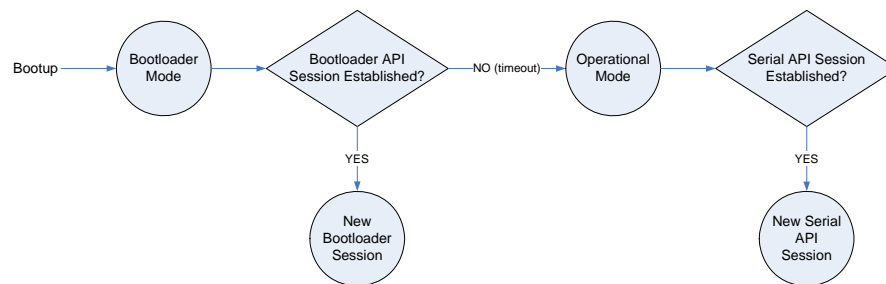 Bootup
Bootloader
Mode
Bootloader API
Session Established?
NO (timeout)
Operational
Mode
Serial API Session
Established?
YES
YES
New
Bootloader
Session
New Serial
API
Session